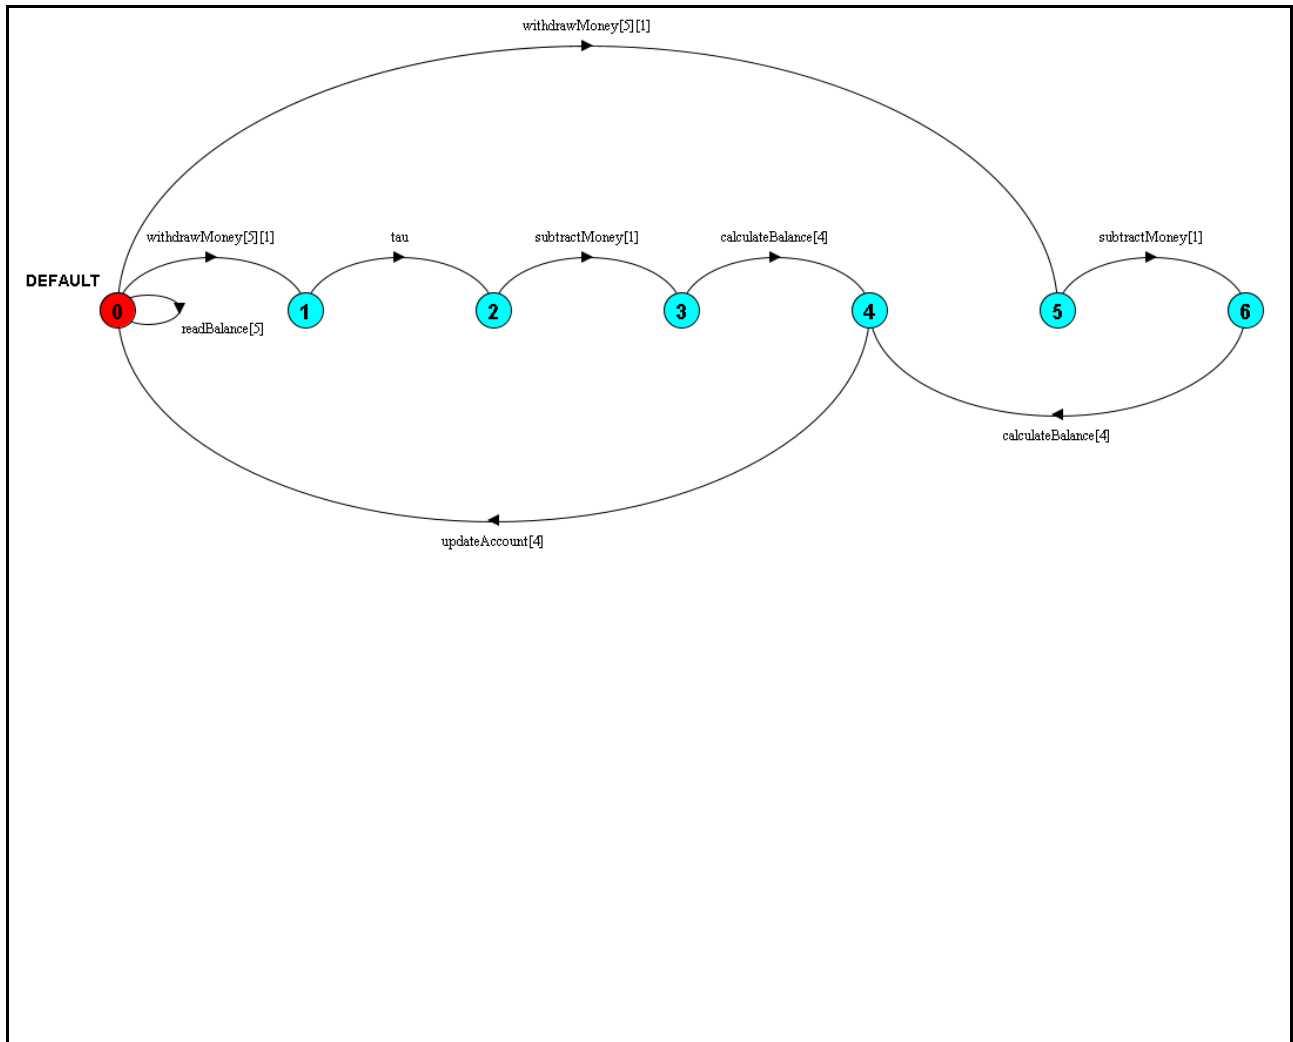 withdrawMoney[5][1]
withdrawMoney[5][1]
tau
subtractMoney[1]
calculateBalance[4]
subtractMoney[1]
DEFAULT
0
1
2
3
4
5
6
readBalance[5]
calculateBalance[4]
updateAccount[4]